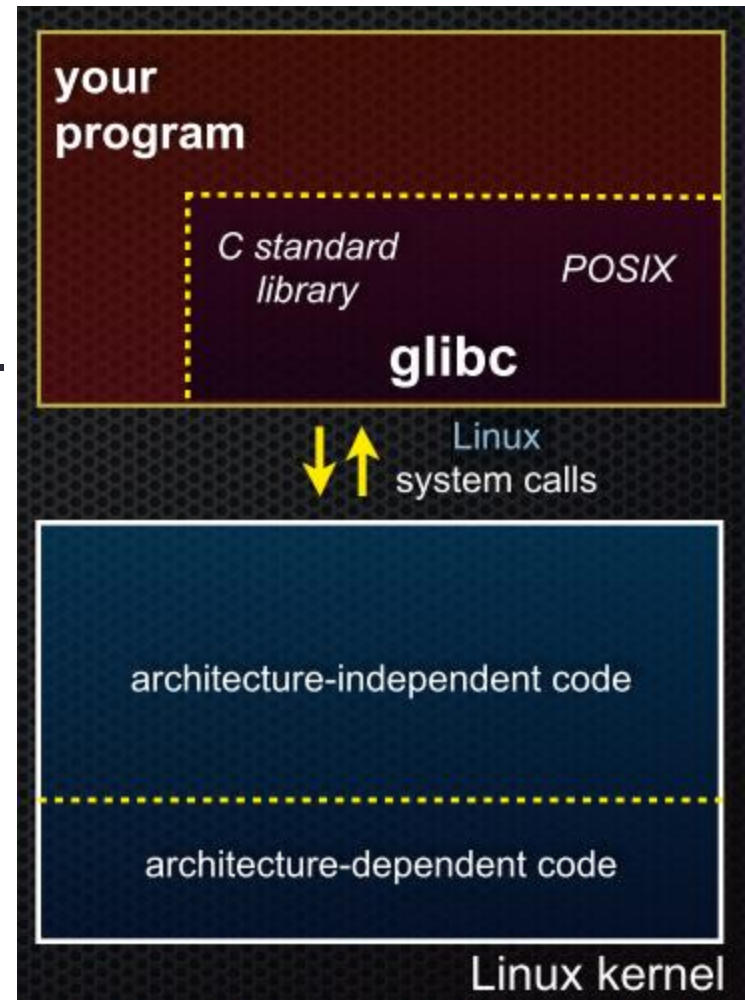 your
program
C standard
library
POSIX
glibc
Linux
system calls
architecture-independent code
architecture-dependent code
Linux kernel